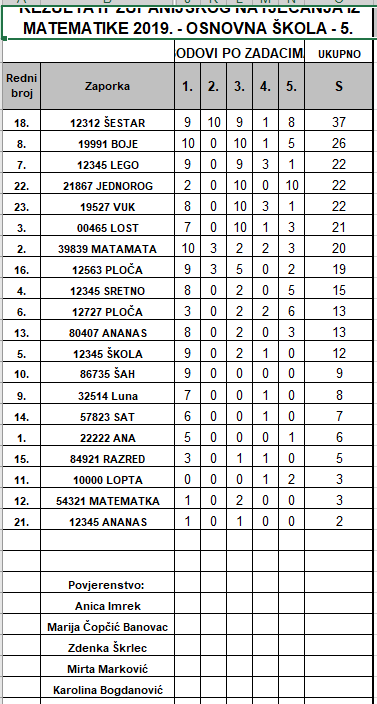 REZULTATI ŽUPANIJSKOG NATJECANJA IZ
MATEMATIKE 2019. - OSNOVNA ŠKOLA - 5.
BODOVI PO ZADACIMA UKUPNO
Redni broj Zaporka 1. 2. 3. 4. 5. S
18. 12312 ŠESTAR 9 10 9 1 8 37
8. 19991 BOJE 10 0 10 1 5 26
7. 12345 LEGO 9 0 9 3 1 22
22. 21867 JEDNOROG 2 0 10 0 10 22
23. 19527 VUK 8 0 10 3 1 22
3. 00465 LOST 7 0 10 1 3 21
2. 39839 MATAMATA 10 3 2 2 3 20
16. 12563 PLOČA 9 3 5 0 2 19
4. 12345 SRETNO 8 0 2 0 5 15
6. 12727 PLOČA 3 0 2 2 6 13
13. 80407 ANANAS 8 0 2 0 3 13
5. 12345 ŠKOLA 9 0 2 1 0 12
10. 86735 ŠAH 9 0 0 0 0 9
9. 32514 Luna 7 0 0 1 0 8
14. 57823 SAT 6 0 0 1 0 7
1. 22222 ANA 5 0 0 0 1 6
15. 84921 RAZRED 3 0 1 1 0 5
11. 10000 LOPTA 0 0 0 1 2 3
12. 54321 MATEMATKA 1 0 2 0 0 3
21. 12345 ANANAS 1 0 1 0 0 2
Povjerenstvo:
Anica Imrek
Marija Čopčić Banovac
Zdenka Škrlec
Mirta Marković
Karolina Bogdanović